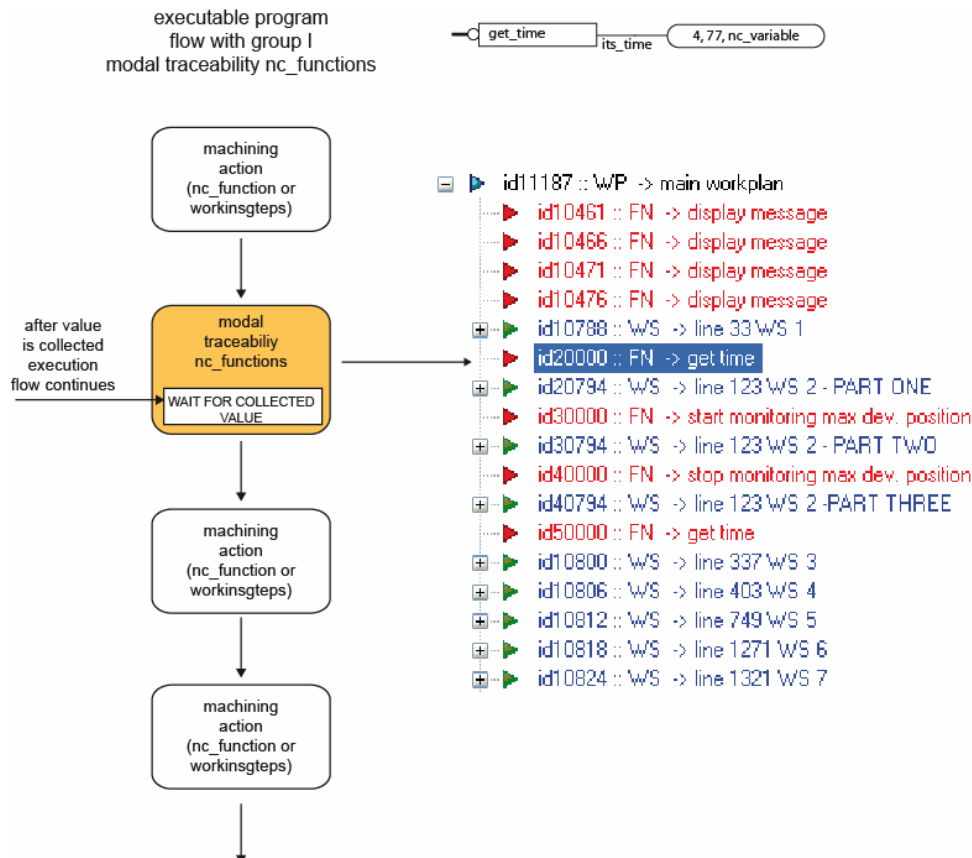 executable program
flow with group I
modal traceability nc_functions
get_time
its_time
4, 77, nc_variable
machining
action
(nc_function or
workinsgteps)
after value
is collected
execution
flow continues
modal
traceabiliy
nc_functions
WAIT FOR COLLECTED
VALUE
machining
action
(nc_function or
workinsgteps)
machining
action
(nc_function or
workinsgteps)
id11187 :: WP -> main workplan
id10461 :: FN -> display message
id10466 :: FN -> display message
id10471 :: FN -> display message
id10476 :: FN -> display message
id10788 :: WS -> line 33 WS 1
id20000 :: FN -> get time
id20794 :: WS -> line 123 WS 2 - PART ONE
id30000 :: FN -> start monitoring max dev. position
id30794 :: WS -> line 123 WS 2 - PART TWO
id40000 :: FN -> stop monitoring max dev. position
id40794 :: WS -> line 123 WS 2 -PART THREE
id50000 :: FN -> get time
id10800 :: WS -> line 337 WS 3
id10806 :: WS -> line 403 WS 4
id10812 :: WS -> line 749 WS 5
id10818 :: WS -> line 1271 WS 6
id10824 :: WS -> line 1321 WS 7